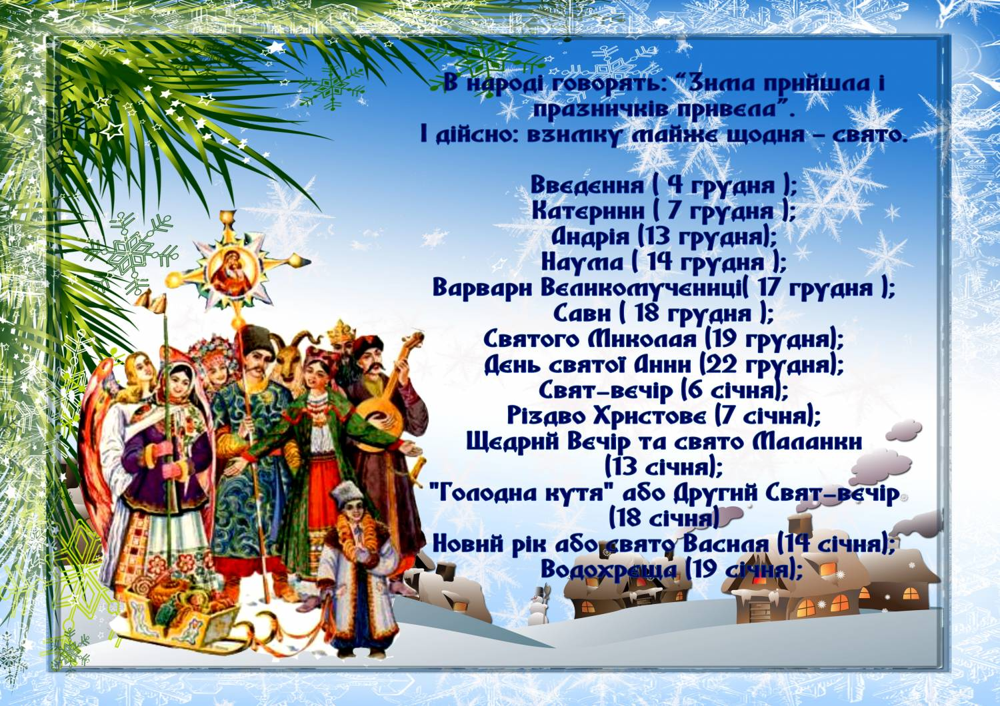 В народі говорять: “Зима прийшла і
празничків привела”.
І дійсно: взимку майже щодня – свято.
Введення ( 4 грудня );
Катерини ( 7 грудня );
Андрія (13 грудня);
Наума ( 14 грудня );
Варвари Великомучениці( 17 грудня );
Сави ( 18 грудня );
Святого Миколая (19 грудня);
День святої Анни (22 грудня);
Свят-вечір (6 січня);
Різдво Христове (7 січня);
Щедрий Вечір та свято Маланки
(13 січня);
"Голодна кутя" або Другий Свят-вечір
(18 січня)
Новий рік або свято Василя (14 січня);
Водохреща (19 січня);